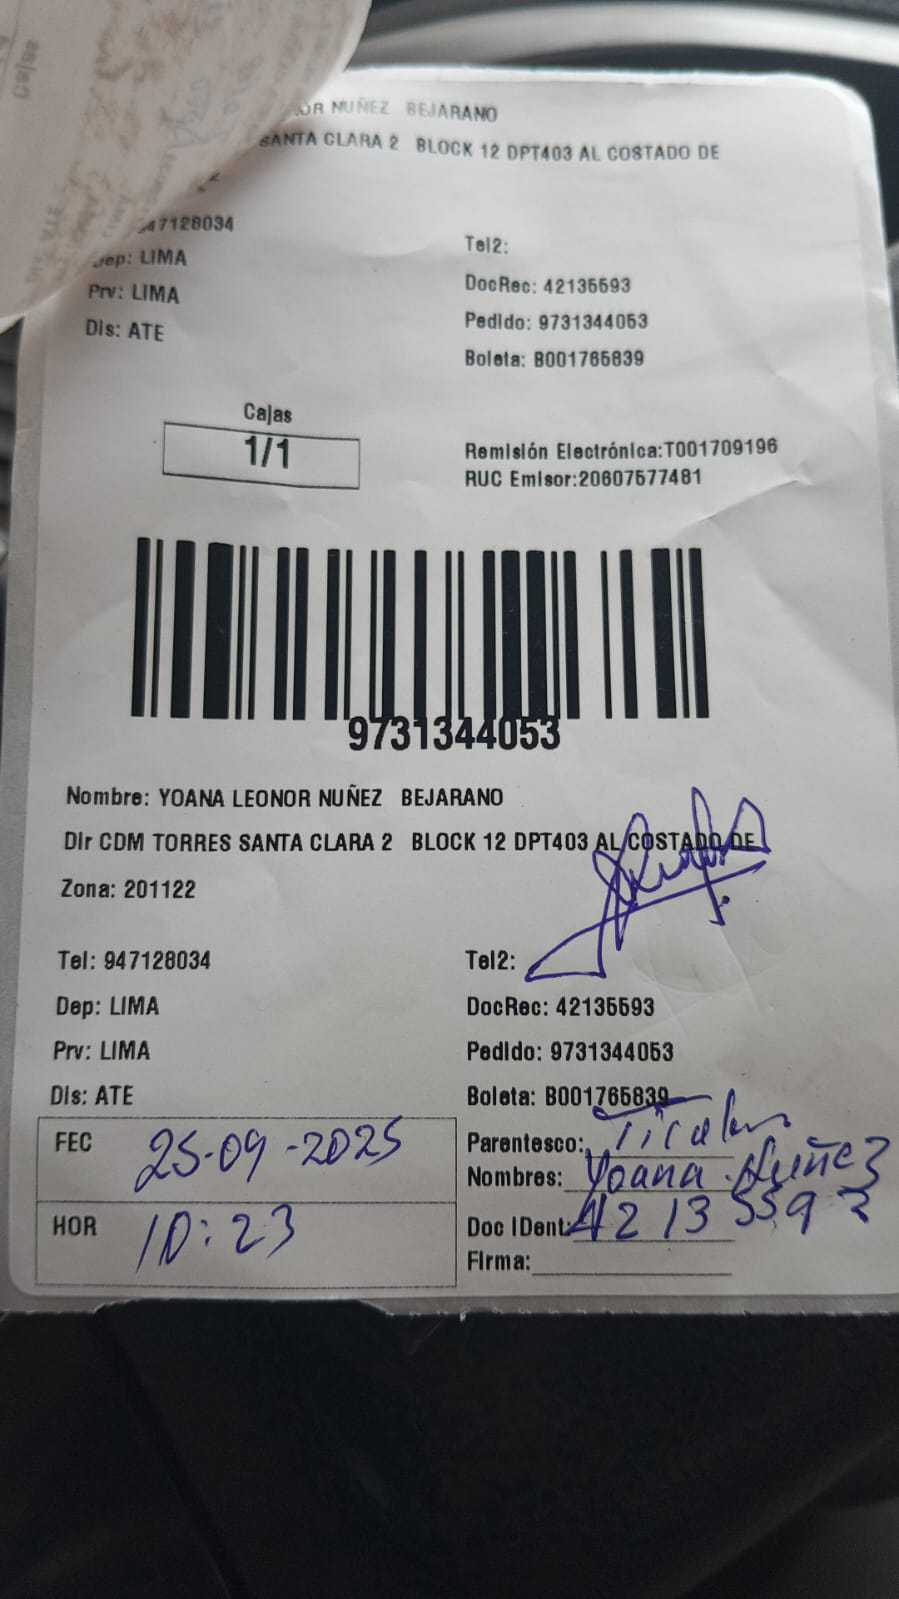 NUÑEZ BEJARANO
SANTA CLARA 2 BLOCK 12 DPT403 AL COSTADO DE
47128034
Tel2:
Dep: LIMA
DocRec: 42135593
Prv: LIMA
Pedido: 9731344053
Dis: ATE
Boleta: B001765839
Cajas
1/1
Remisión Electrónica:T001709196
RUC Emisor:20607577481
9731344053
Nombre: YOANA LEONOR NUÑEZ BEJARANO
Dir CDM TORRES SANTA CLARA 2 BLOCK 12 DPT403 AL COSTADO DE
Zona: 201122
Tel: 947128034
Tel2:
Dep: LIMA
DocRec: 42135593
Prv: LIMA
Pedido: 9731344053
Dis: ATE
Boleta: B001765839
FEC 25-09-2025
Parentesco: Titular
Nombres: Yoana Nuñez
HOR 10:23
Doc IDent: 42135593
Firma: